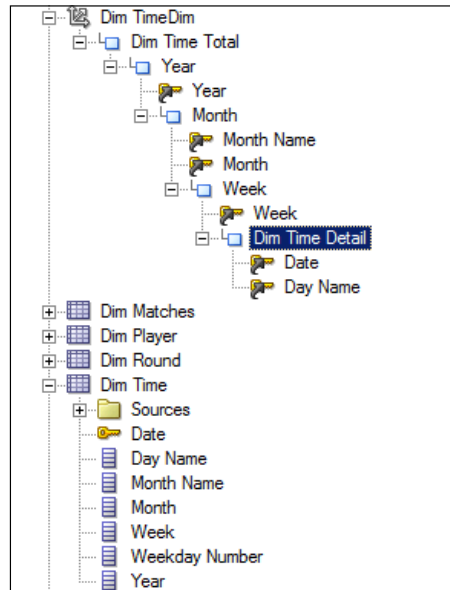 Dim TimeDim
Dim Time Total
Year
Year
Month
Month Name
Month
Week
Week
Dim Time Detail
Date
Day Name
Dim Matches
Dim Player
Dim Round
Dim Time
Sources
Date
Day Name
Month Name
Month
Week
Weekday Number
Year